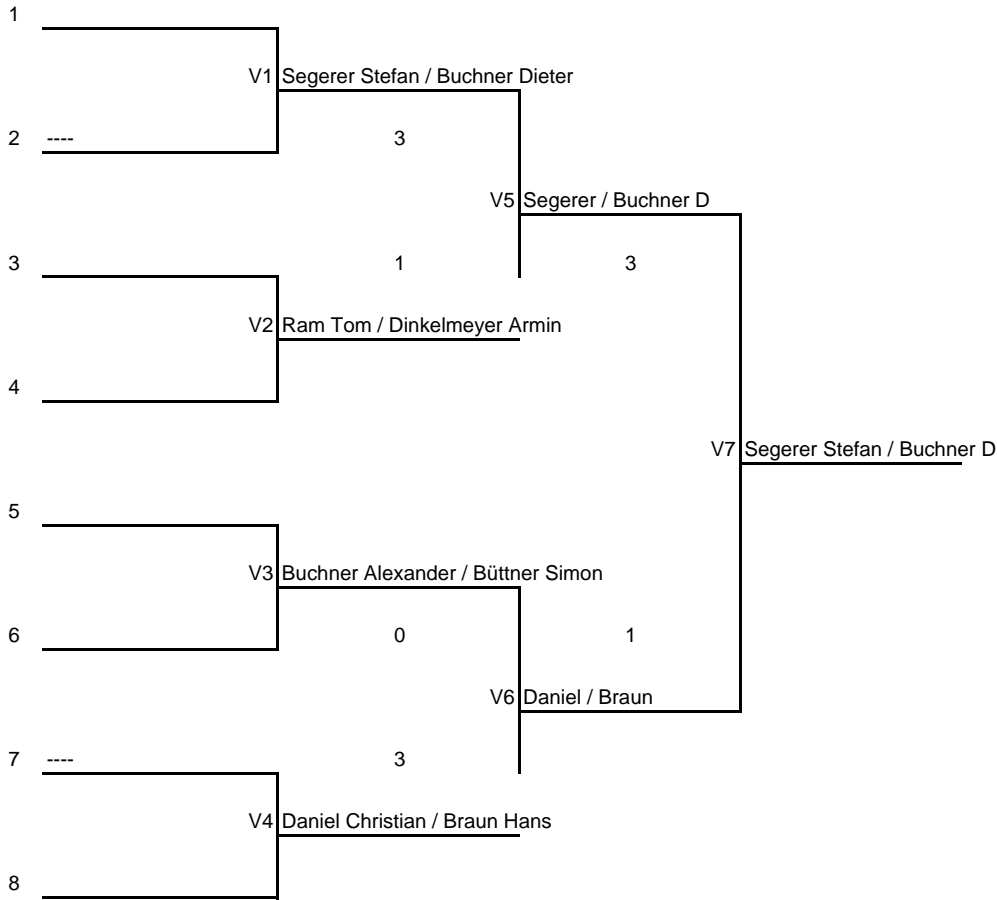 1
V1 Segerer Stefan / Buchner Dieter
2 ---- 3
V5 Segerer / Buchner D
3 1 3
V2 Ram Tom / Dinkelmeyer Armin
4
V7 Segerer Stefan / Buchner D
5
V3 Buchner Alexander / Büttner Simon
6 0 1
V6 Daniel / Braun
7 ---- 3
V4 Daniel Christian / Braun Hans
8